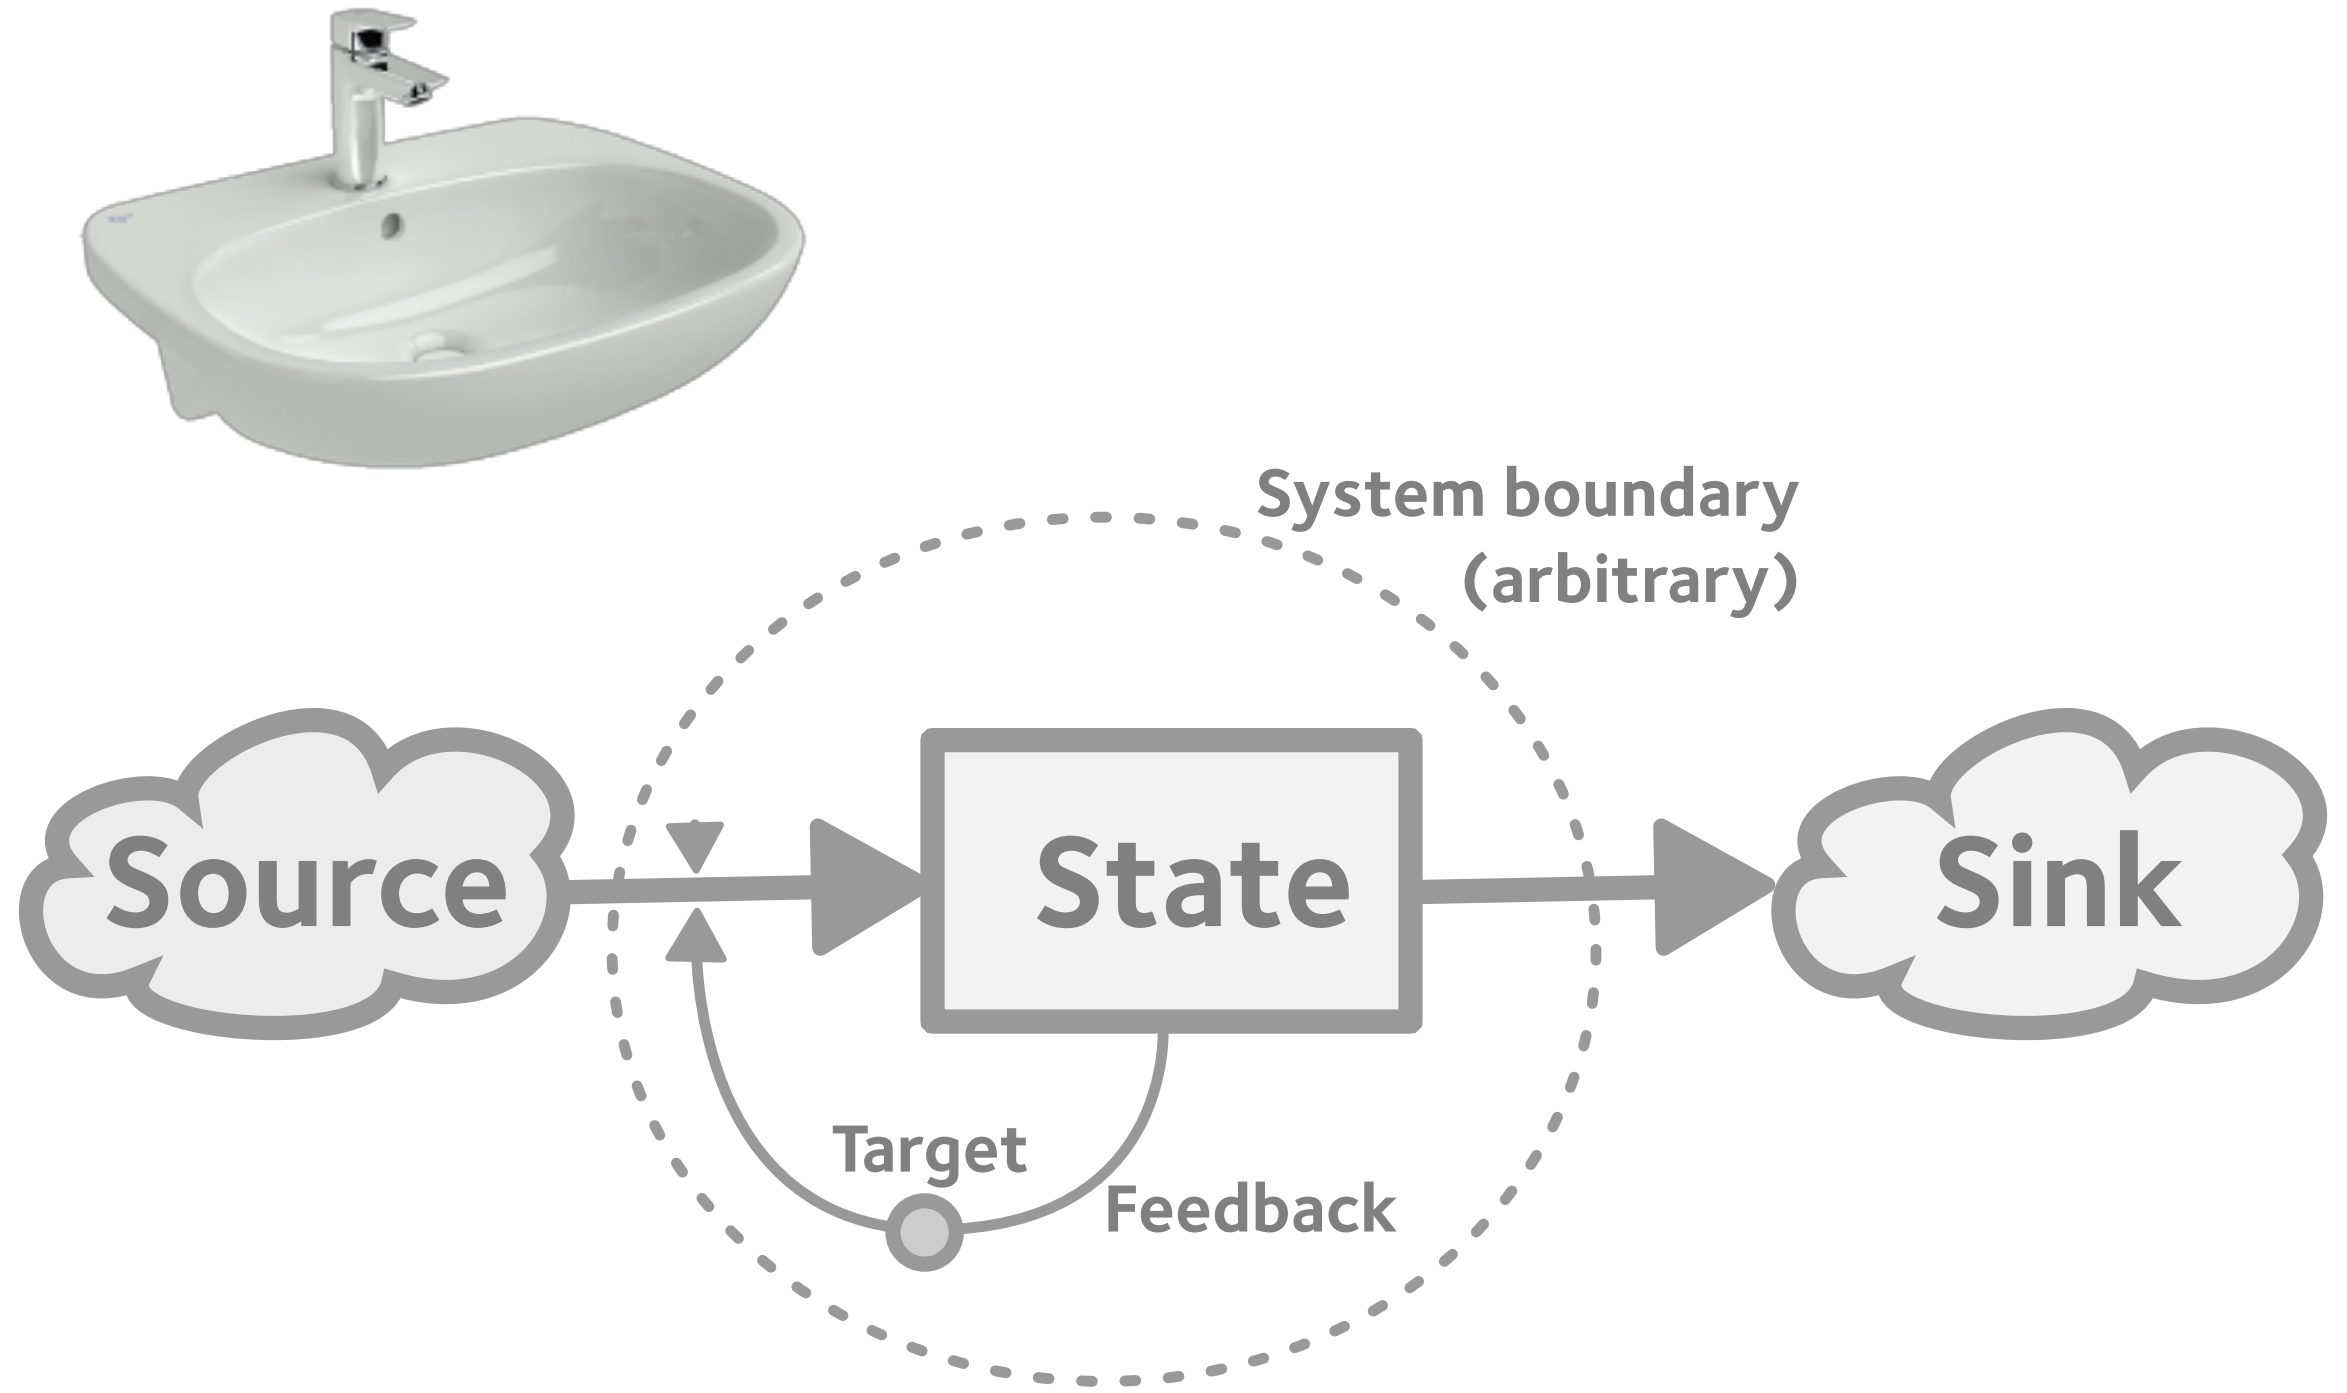 System boundary
(arbitrary)
Source
State
Sink
Target
Feedback